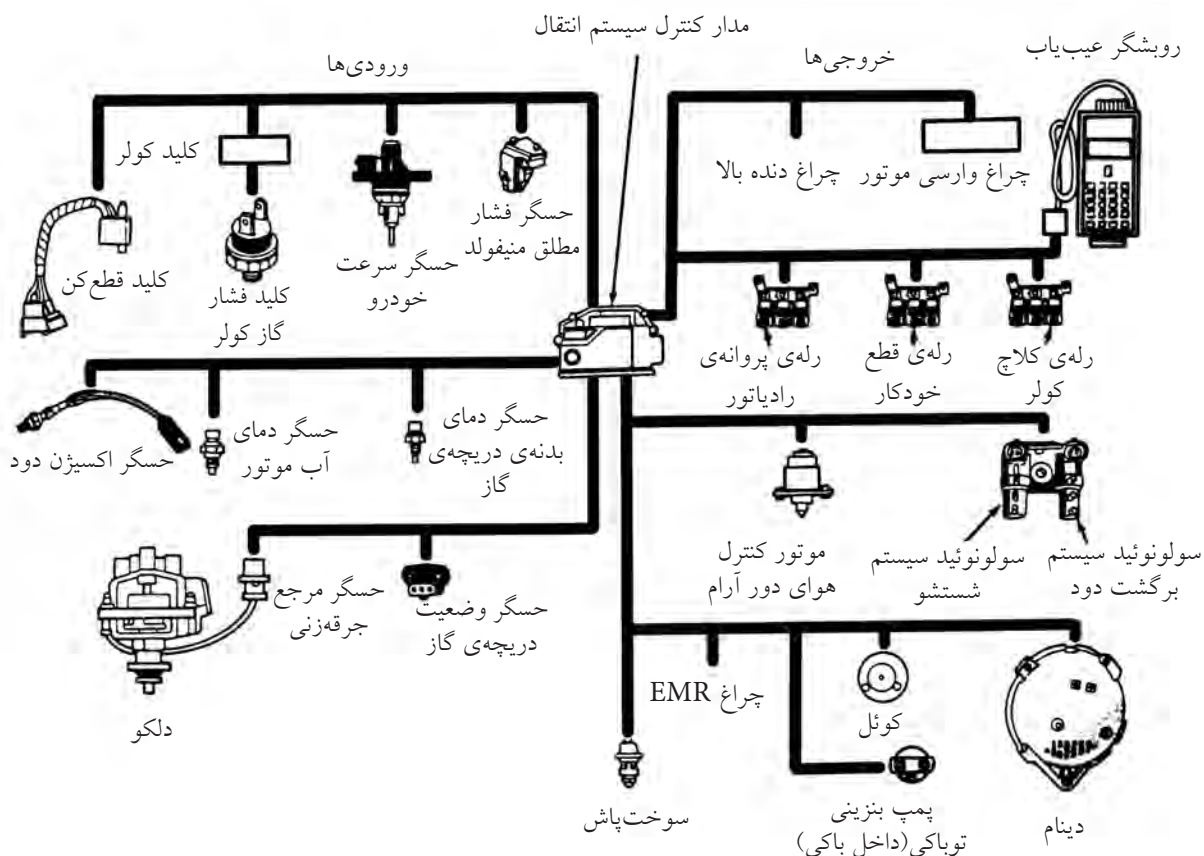 مدار کنترل سیستم انتقال
روبشگر عیب‌یاب
خروجی‌ها
ورودی‌ها
چراغ وارسی موتور
چراغ دنده بالا
حسگر فشار
مطلق منیفولد
حسگر سرعت
خودرو
کلید کولر
کلید فشار
گاز کولر
کلید قطع‌کن
رله‌ی کلاچ
کولر
رله‌ی قطع
خودکار
رله‌ی پروانه‌ی
رادیاتور
حسگر دمای
بدنه‌ی دریچه‌ی
گاز
حسگر دمای
آب موتور
حسگر اکسیژن دود
سولونوئید سیستم
برگشت دود
سولونوئید سیستم
شستشو
موتور کنترل
هوای دور آرام
حسگر وضعیت
دریچه‌ی گاز
حسگر مرجع
جرقه‌زنی
دلکو
چراغ EMR
کوئل
دینام
پمپ بنزینی
توباکی(داخل باکی)
سوخت‌پاش